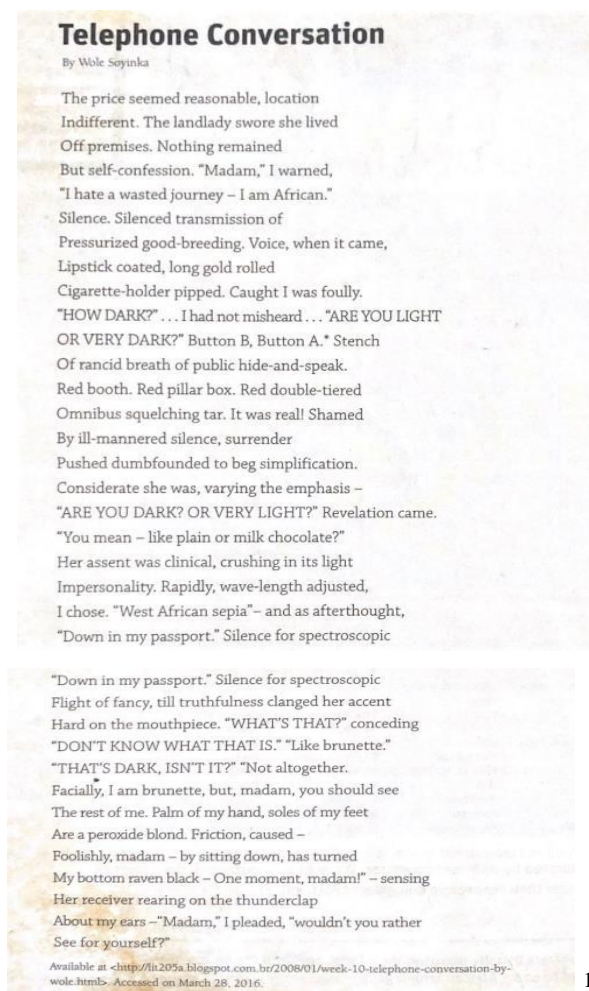 Telephone Conversation
By Wole Soyinka
The price seemed reasonable, location
Indifferent. The landlady swore she lived
Off premises. Nothing remained
But self-confession. “Madam,” I warned,
“I hate a wasted journey – I am African.”
Silence. Silenced transmission of
Pressurized good-breeding. Voice, when it came,
Lipstick coated, long gold rolled
Cigarette-holder pipped. Caught I was foully.
“HOW DARK?” . . . I had not misheard . . . “ARE YOU LIGHT
OR VERY DARK?” Button B, Button A.* Stench
Of rancid breath of public hide-and-speak.
Red booth. Red pillar box. Red double-tiered
Omnibus squelching tar. It was real! Shamed
By ill-mannered silence, surrender
Pushed dumbfounded to beg simplification.
Considerate she was, varying the emphasis –
“ARE YOU DARK? OR VERY LIGHT?” Revelation came.
“You mean – like plain or milk chocolate?”
Her assent was clinical, crushing in its light
Impersonality. Rapidly, wave-length adjusted,
I chose. “West African sepia”– and as afterthought,
“Down in my passport.” Silence for spectroscopic
“Down in my passport.” Silence for spectroscopic
Flight of fancy, till truthfulness clanged her accent
Hard on the mouthpiece. “WHAT’S THAT?” conceding
“DON’T KNOW WHAT THAT IS.” “Like brunette.”
“THAT’S DARK, ISN’T IT?” “Not altogether.
Facially, I am brunette, but, madam, you should see
The rest of me. Palm of my hand, soles of my feet
Are a peroxide blond. Friction, caused –
Foolishly, madam – by sitting down, has turned
My bottom raven black – One moment, madam!” – sensing
Her receiver rearing on the thunderclap
About my ears –“Madam,” I pleaded, “wouldn’t you rather
See for yourself?”
Available at <http://lit205a.blogspot.com.br/2008/01/week-10-telephone-conversation-by-
wole.html>. Accessed on March 28, 2016.
1